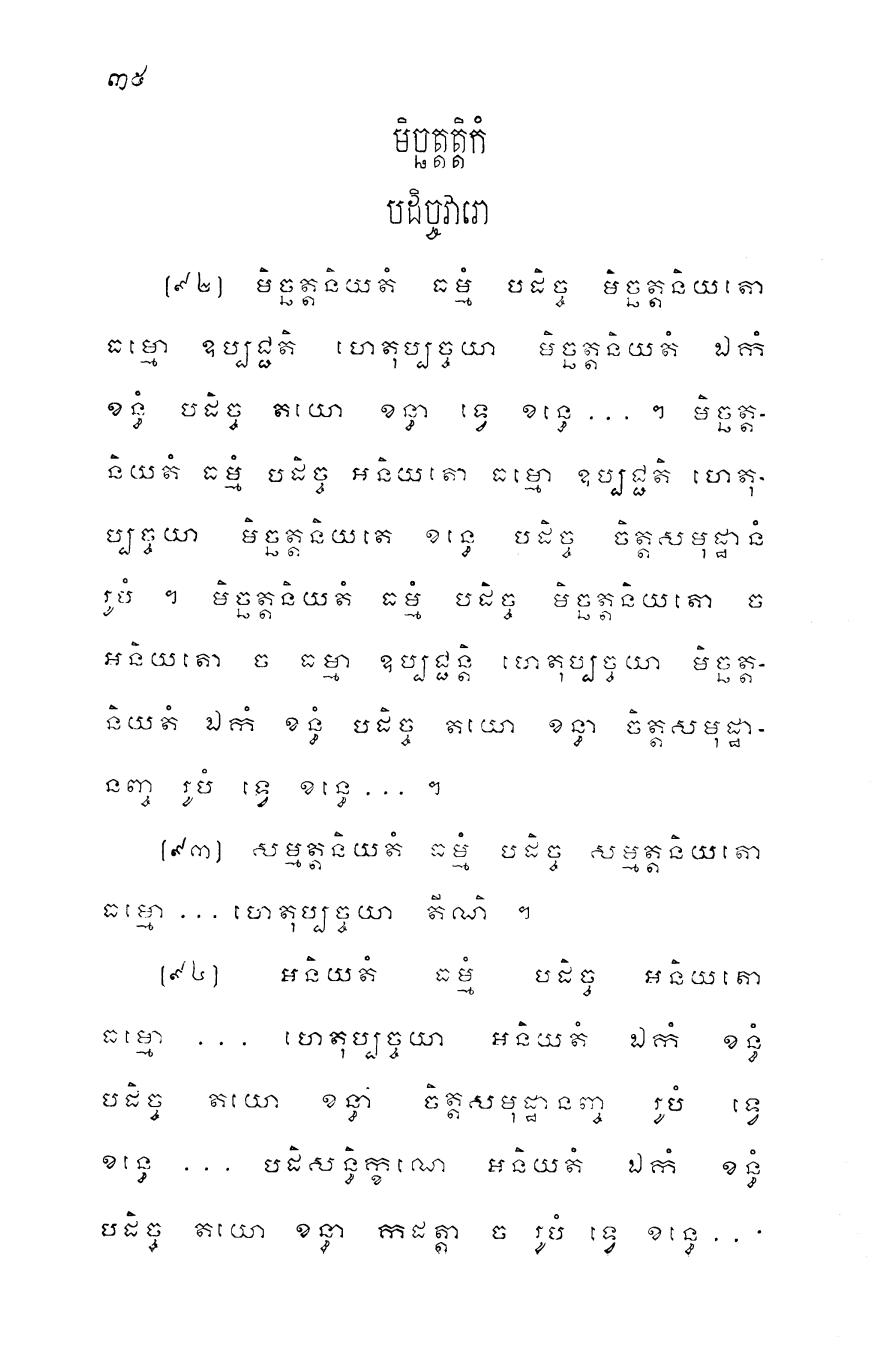 ៣៥
មិច្ឆត្តត្តិកំ
បដិច្ចវារោ
[៩២] មិច្ឆត្តនិយតំ ធម្មំ បដិច្ច មិច្ឆត្តនិយតោ
ធម្មោ ឧប្បជ្ជតិ ហេតុប្បច្ចយា មិច្ឆត្តនិយតំ ឯកំ
ខន្ធំ បដិច្ច តយោ ខន្ធា ទ្វេ ខន្ធេ ... ។ មិច្ឆត្ត-
និយតំ ធម្មំ បដិច្ច អនិយតោ ធម្មោ ឧប្បជ្ជតិ ហេតុ-
ប្បច្ចយា មិច្ឆត្តនិយតេ ខន្ធេ បដិច្ច ចិត្តសមុដ្ឋានំ
រូបំ ។ មិច្ឆត្តនិយតំ ធម្មំ បដិច្ច មិច្ឆត្តនិយតោ ច
អនិយតោ ច ធម្មា ឧប្បជ្ជន្តិ ហេតុប្បច្ចយា មិច្ឆត្ត-
និយតំ ឯកំ ខន្ធំ បដិច្ច តយោ ខន្ធា ចិត្តសមុដ្ឋា-
នញ្ច រូបំ ទ្វេ ខន្ធេ ... ។
[៩៣] សម្មត្តនិយតំ ធម្មំ បដិច្ច សម្មត្តនិយតោ
ធម្មោ ... ហេតុប្បច្ចយា តីណិ ។
[៩៤] អនិយតំ ធម្មំ បដិច្ច អនិយតោ
ធម្មោ ... ហេតុប្បច្ចយា អនិយតំ ឯកំ ខន្ធំ
បដិច្ច តយោ ខន្ធា ចិត្តសមុដ្ឋានញ្ច រូបំ ទ្វេ
ខន្ធេ ... បដិសន្ធិក្ខណេ អនិយតំ ឯកំ ខន្ធំ
បដិច្ច តយោ ខន្ធា កដត្តា ច រូបំ ទ្វេ ខន្ធេ ...